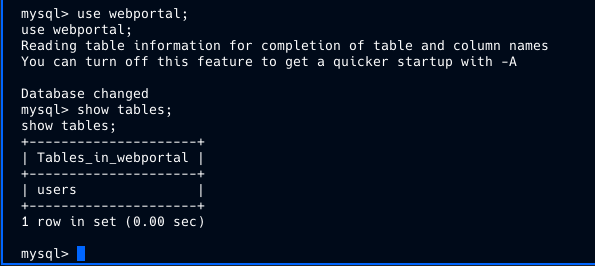 mysql> use webportal;
use webportal;
Reading table information for completion of table and column names
You can turn off this feature to get a quicker startup with -A
Database changed
mysql> show tables;
show tables;
+---------------------+
| Tables_in_webportal |
+---------------------+
| users               |
+---------------------+
1 row in set (0.00 sec)
mysql>